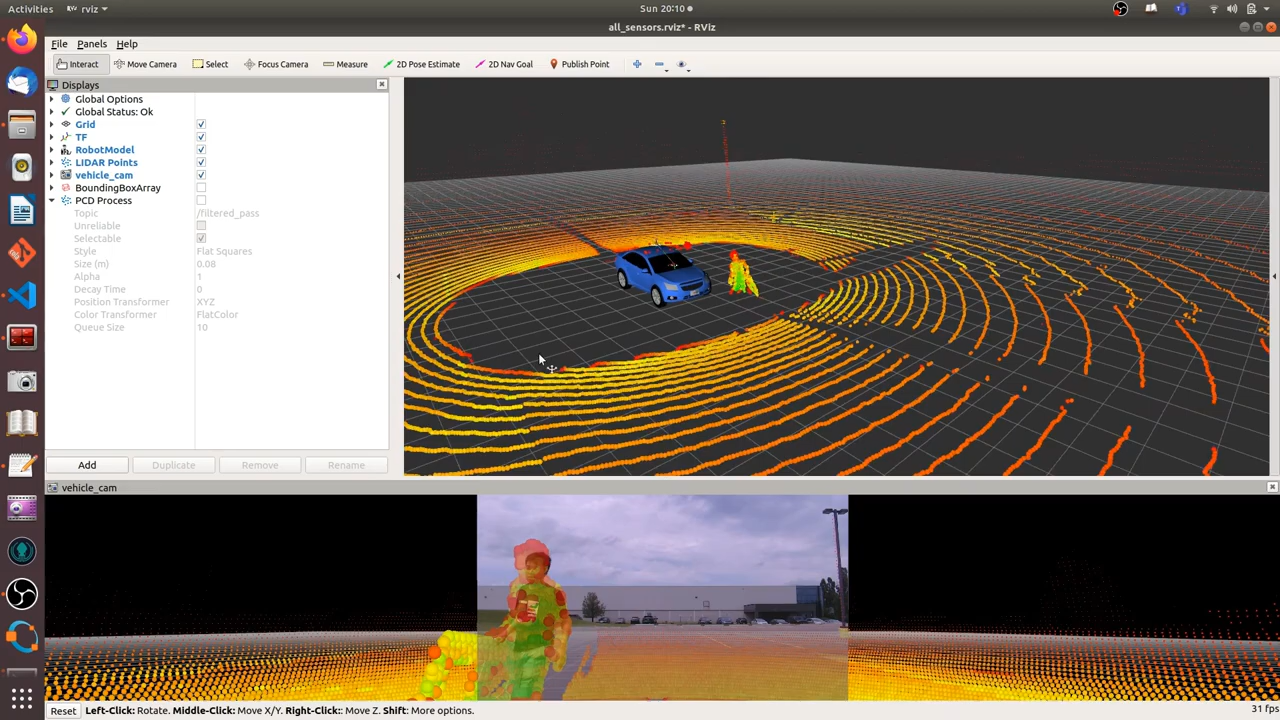 Activities
rviz
Sun 20:10
all_sensors.rviz* - RViz
File Panels Help
Interact Move Camera Select Focus Camera Measure 2D Pose Estimate 2D Nav Goal Publish Point
Displays
Global Options
Global Status: Ok
Grid
TF
RobotModel
LIDAR Points
vehicle_cam
BoundingBoxArray
PCD Process
Topic /filtered_pass
Unreliable
Selectable
Style Flat Squares
Size (m) 0.08
Alpha 1
Decay Time 0
Position Transformer XYZ
Color Transformer FlatColor
Queue Size 10
Add Duplicate Remove Rename
vehicle_cam
Reset Left-Click: Rotate. Middle-Click: Move X/Y. Right-Click:: Move Z. Shift: More options. 31 fps